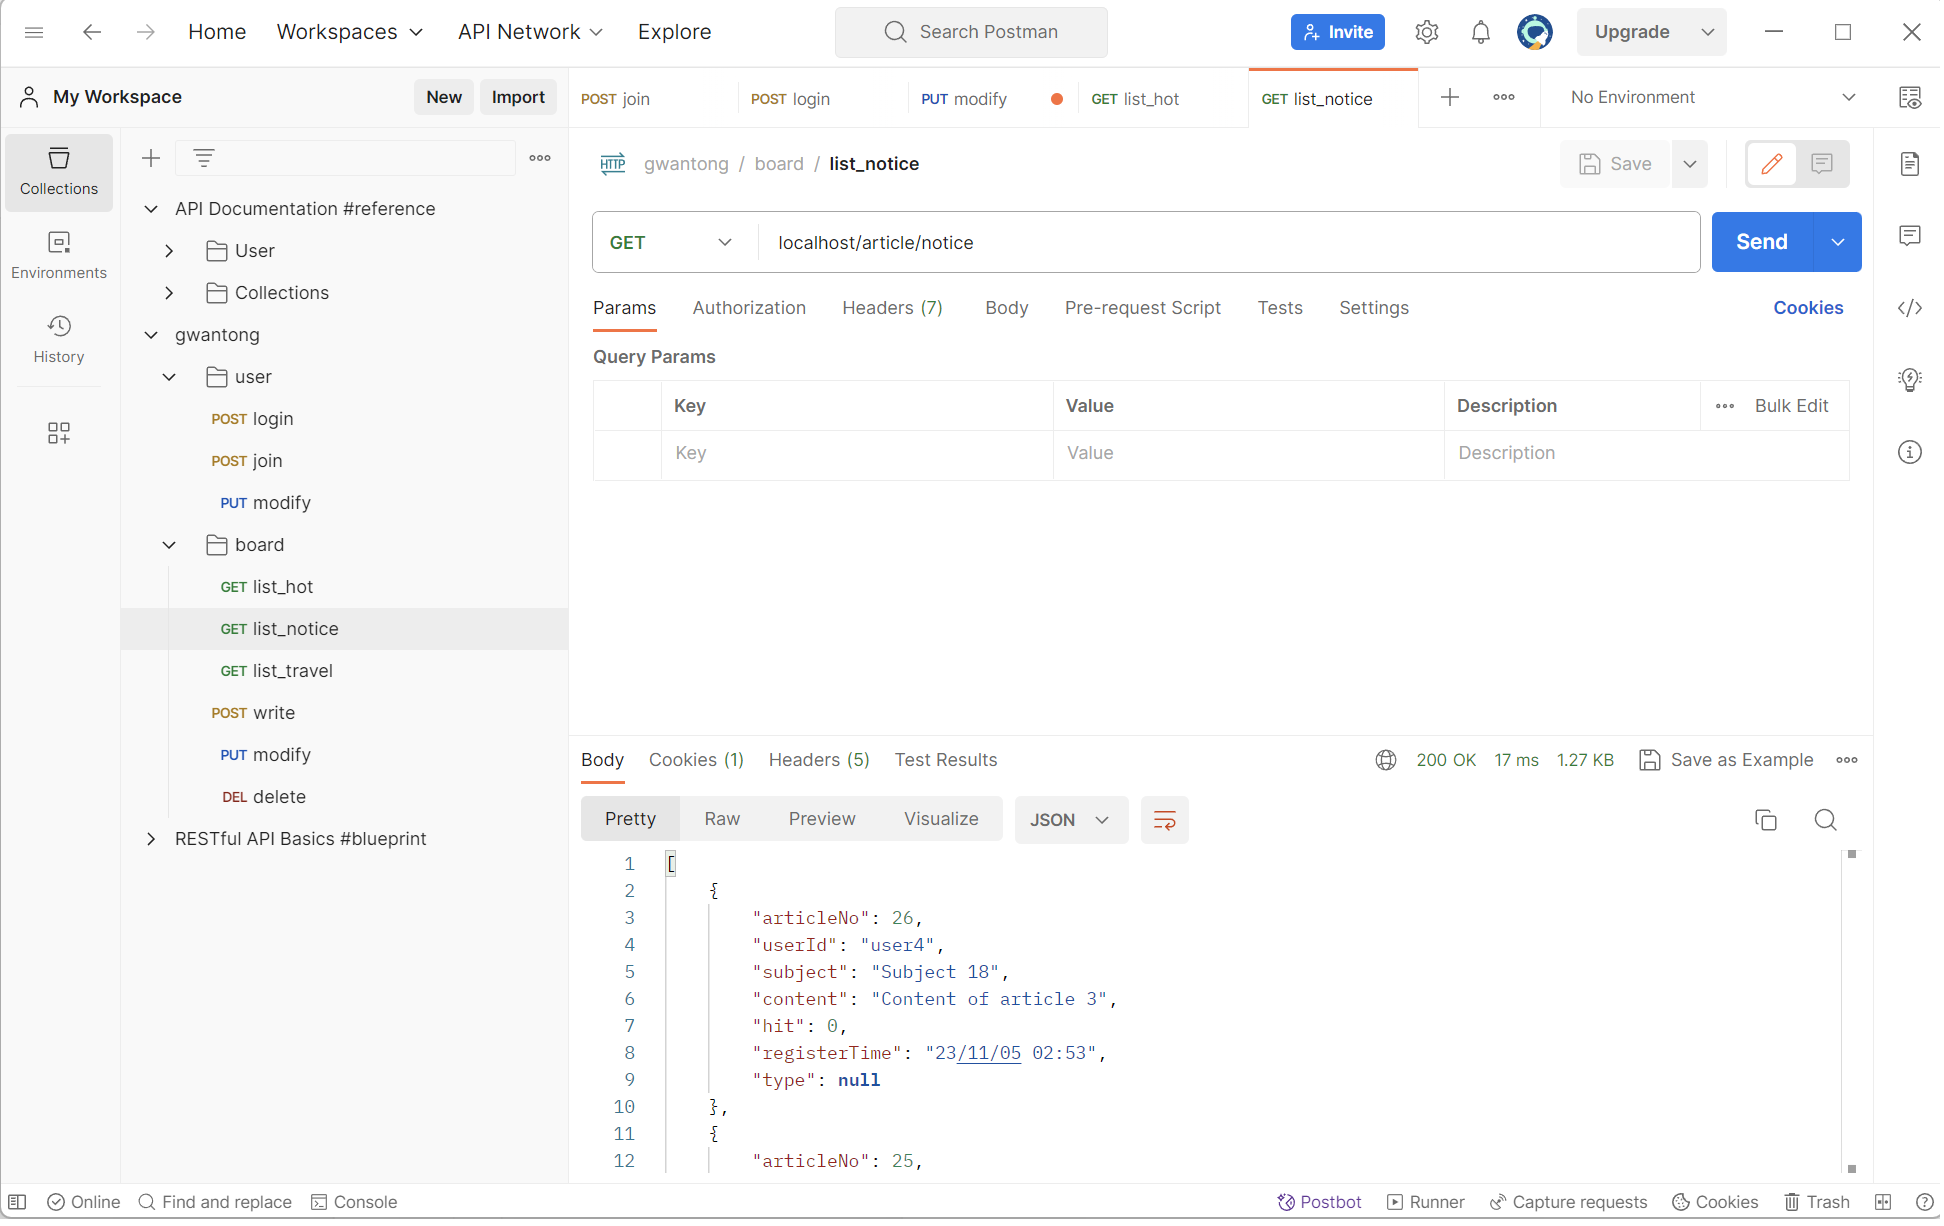 Home Workspaces API Network Explore Search Postman Invite Upgrade
My Workspace New Import POST join POST login PUT modify GET list_hot GET list_notice No Environment
Collections
Environments
History
API Documentation #reference
User
Collections
gwantong
user
POST login
POST join
PUT modify
board
GET list_hot
GET list_notice
GET list_travel
POST write
PUT modify
DEL delete
RESTful API Basics #blueprint
HTTP gwantong / board / list_notice Save
GET localhost/article/notice Send
Params Authorization Headers (7) Body Pre-request Script Tests Settings Cookies
Query Params
Key Value Description Bulk Edit
Key Value Description
Body Cookies (1) Headers (5) Test Results 200 OK 17 ms 1.27 KB Save as Example
Pretty Raw Preview Visualize JSON
1 [
2 {
3 "articleNo": 26,
4 "userId": "user4",
5 "subject": "Subject 18",
6 "content": "Content of article 3",
7 "hit": 0,
8 "registerTime": "23/11/05 02:53",
9 "type": null
10 },
11 {
12 "articleNo": 25,
Online Find and replace Console Postbot Runner Capture requests Cookies Trash